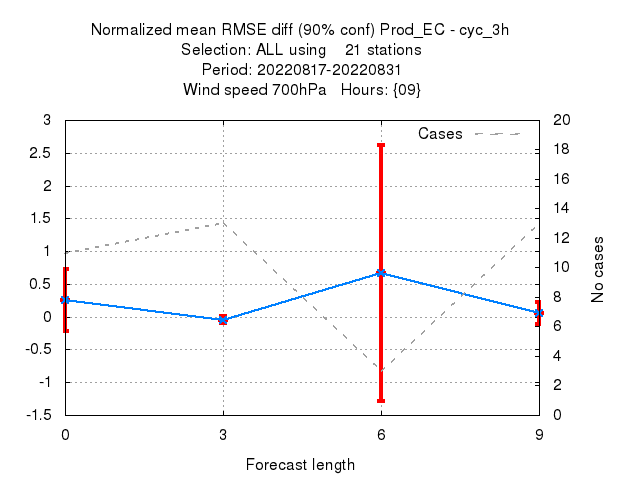 Normalized mean RMSE diff (90% conf) Prod_EC - cyc_3h
Selection: ALL using 21 stations
Period: 20220817-20220831
Wind speed 700hPa Hours: {09}
Cases
3
2.5
2
1.5
1
0.5
0
-0.5
-1
-1.5
20
18
16
14
12
10
8
6
4
2
0
No cases
0 3 6 9
Forecast length